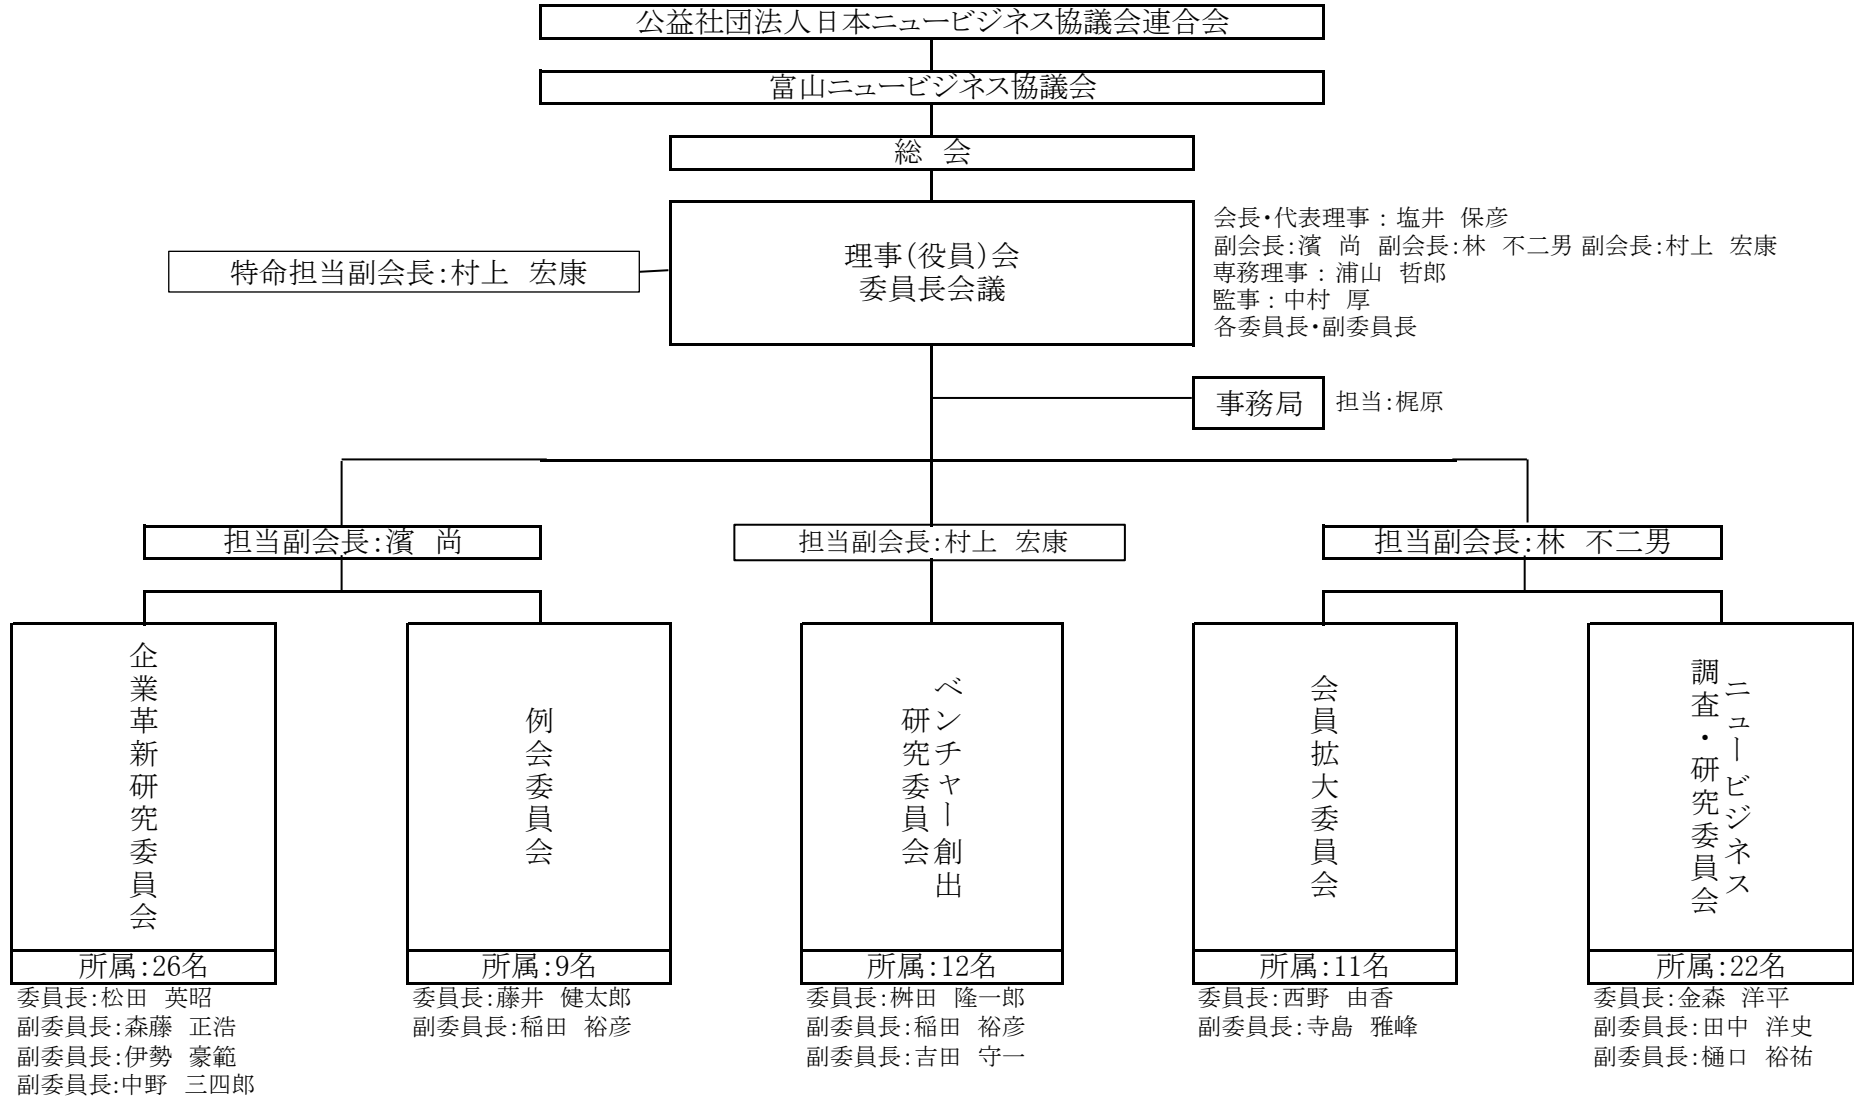 公益社団法人日本ニュービジネス協議会連合会
富山ニュービジネス協議会
総　会
理事(役員)会
委員長会議
会長・代表理事：塩井　保彦
副会長:濱　尚　副会長:林　不二男 副会長:村上　宏康
専務理事：浦山　哲郎
監事：中村　厚
各委員長・副委員長
特命担当副会長:村上　宏康
事務局
担当:梶原
担当副会長:濱　尚
担当副会長:村上　宏康
担当副会長:林　不二男
企業革新研究委員会
所属:26名
委員長:松田　英昭
副委員長:森藤　正浩
副委員長:伊勢　豪範
副委員長:中野　三四郎
例会委員会
所属:9名
委員長:藤井　健太郎
副委員長:稲田　裕彦
ベンチャー創出
研究委員会
所属:12名
委員長:桝田　隆一郎
副委員長:稲田　裕彦
副委員長:吉田　守一
会員拡大委員会
所属:11名
委員長:西野　由香
副委員長:寺島　雅峰
ニュービジネス
調査・研究委員会
所属:22名
委員長:金森　洋平
副委員長:田中　洋史
副委員長:樋口　裕祐